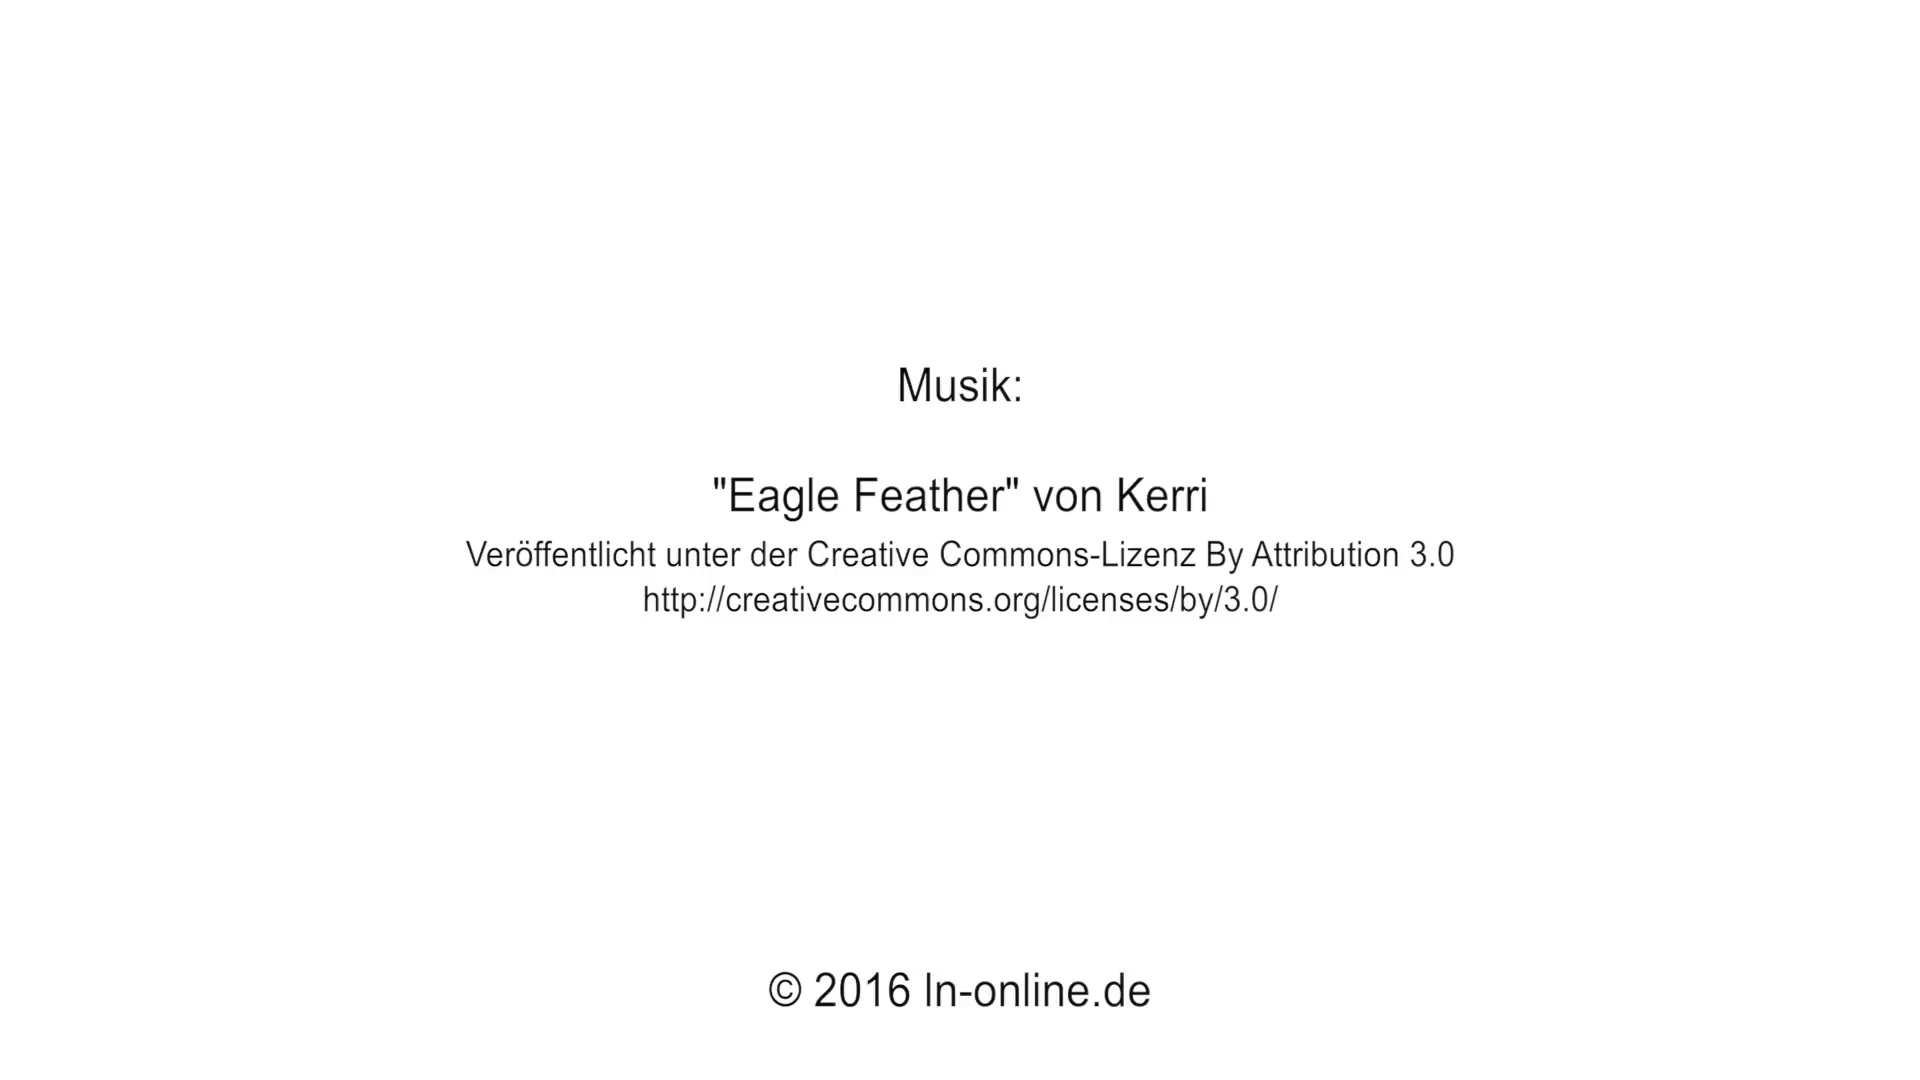 Musik:
"Eagle Feather" von Kerri
Veröffentlicht unter der Creative Commons-Lizenz By Attribution 3.0
http://creativecommons.org/licenses/by/3.0/
© 2016 ln-online.de